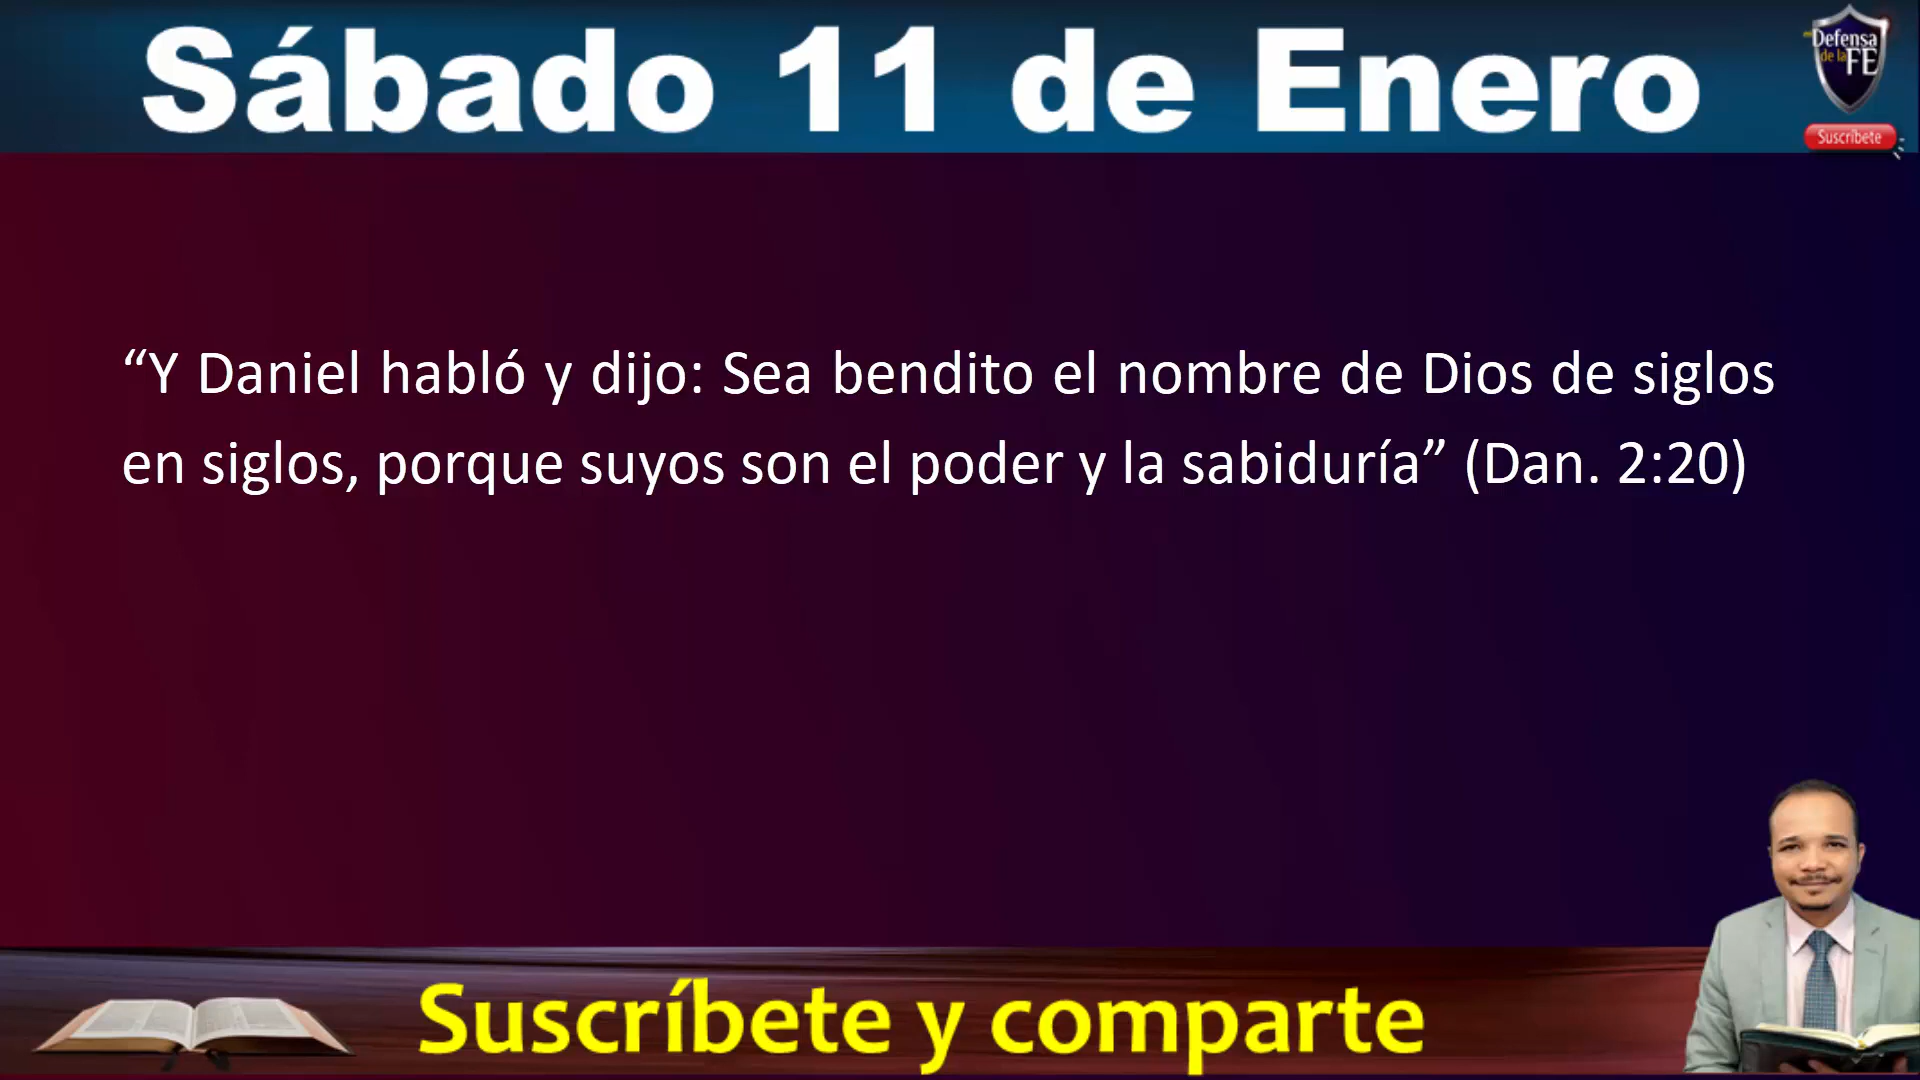 Sábado 11 de Enero
Defensa
de la FE
Suscríbete
“Y Daniel habló y dijo: Sea bendito el nombre de Dios de siglos
en siglos, porque suyos son el poder y la sabiduría” (Dan. 2:20)
Suscríbete y comparte